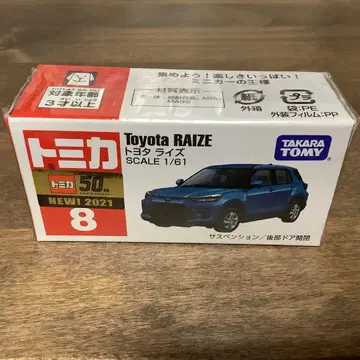 対象年齢
3才以上
集めよう!楽しさいっぱい!
ミニカーの王様
材質表示
外箱
袋:PE
外装フィルム:PP
トミカ
Toyota RAIZE
トヨタ ライズ
SCALE 1/61
TAKARA
TOMY
トミカ
50th
NEW! 2021
8
サスペンション/後部ドア開閉